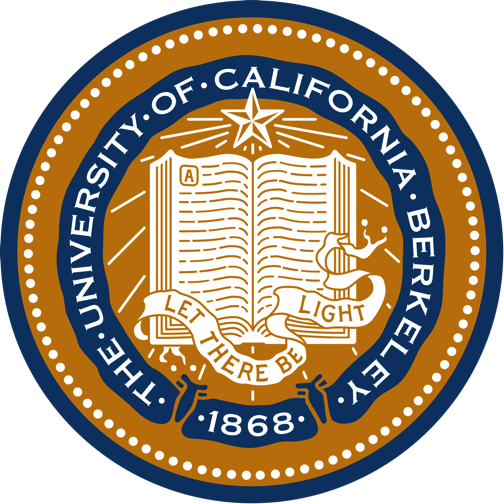 THE·UNIVERSITY·OF·CALIFORNIA·BERKELEY
A
LET THERE BE LIGHT
·1868·